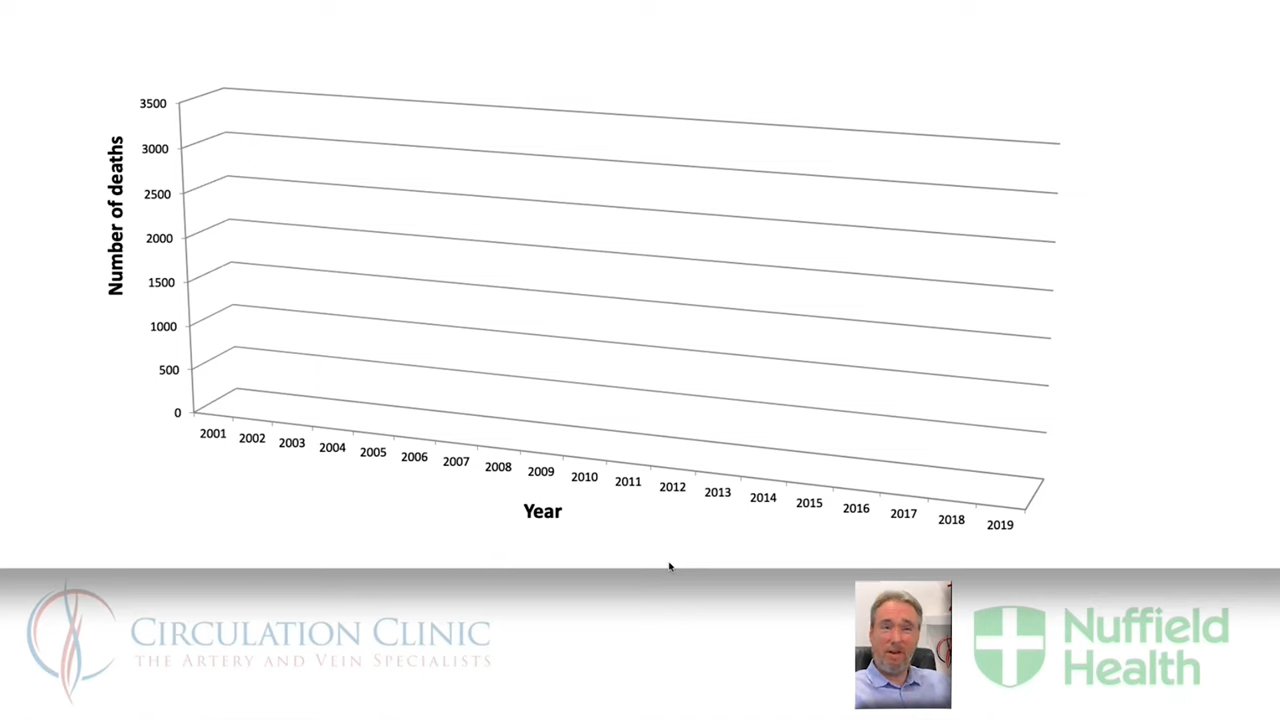 3500
3000
2500
2000
1500
1000
500
0
Number of deaths
2001 2002 2003 2004 2005 2006 2007 2008 2009 2010 2011 2012 2013 2014 2015 2016 2017 2018 2019
Year
CIRCULATION CLINIC
THE ARTERY AND VEIN SPECIALISTS
Nuffield
Health